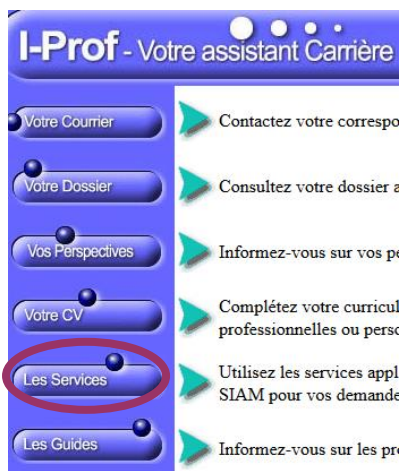 I-Prof - Votre assistant Carrière
Votre Courrier
Contactez votre correspo
Votre Dossier
Consultez votre dossier a
Vos Perspectives
Informez-vous sur vos pe
Votre CV
Complétez votre curricul
professionnelles ou perso
Les Services
Utilisez les services appl
SIAM pour vos demande
Les Guides
Informez-vous sur les pro